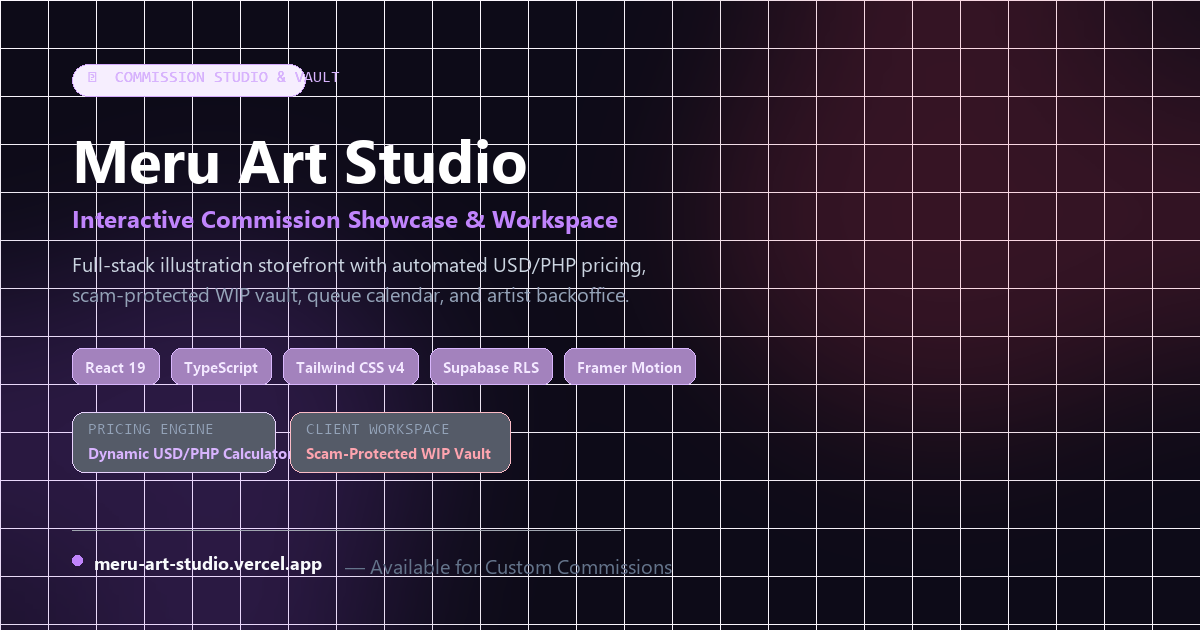 COMMISSION STUDIO & VAULT
Meru Art Studio
Interactive Commission Showcase & Workspace
Full-stack illustration storefront with automated USD/PHP pricing,
scam-protected WIP vault, queue calendar, and artist backoffice.
React 19 TypeScript Tailwind CSS v4 Supabase RLS Framer Motion
PRICING ENGINE CLIENT WORKSPACE
Dynamic USD/PHP Calculator Scam-Protected WIP Vault
meru-art-studio.vercel.app — Available for Custom Commissions